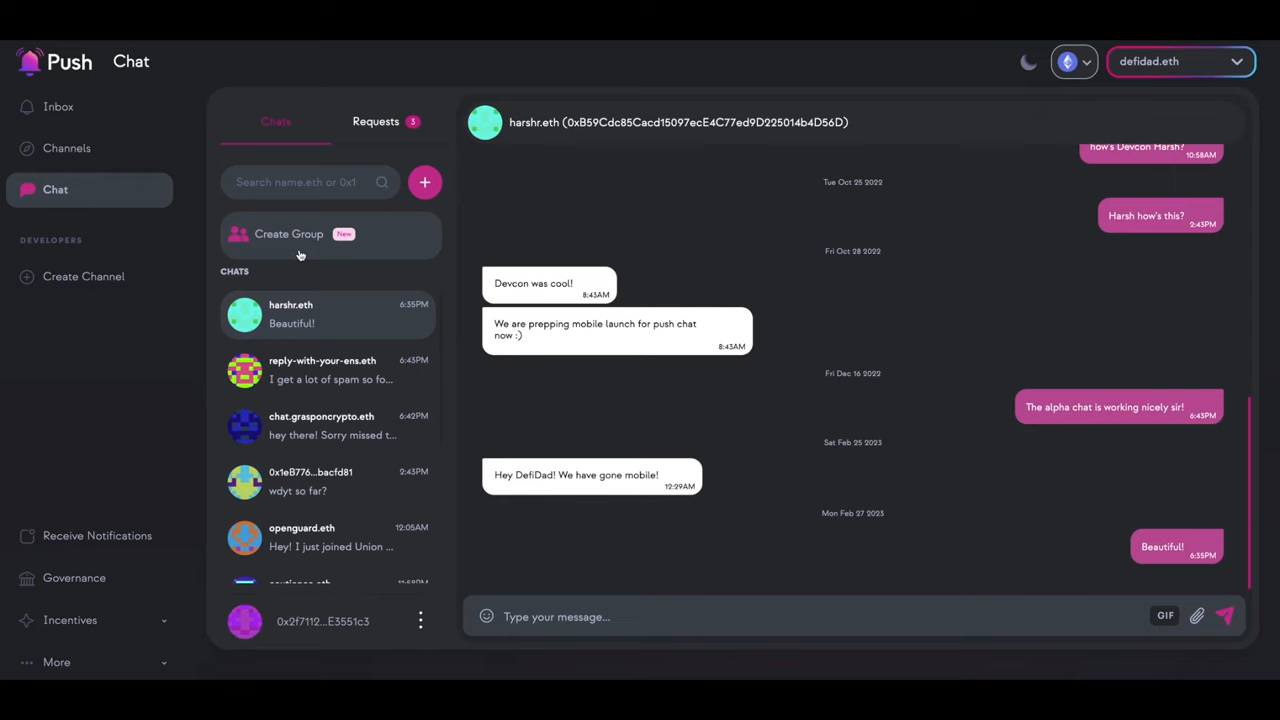 Push
Chat
defidad.eth
Inbox
Channels
Chat
DEVELOPERS
Create Channel
Receive Notifications
Governance
Incentives
More
Chats
Requests 3
Search name.eth or 0x1
Create Group New
CHATS
harshr.eth 6:35PM
Beautiful!
reply-with-your-ens.eth 6:43PM
I get a lot of spam so fo...
chat.grasponcrypto.eth 6:42PM
hey there! Sorry missed t...
0x1eB776...bacfd81 2:43PM
wdyt so far?
openguard.eth 12:05AM
Hey! I just joined Union ...
0x2f7112...E3551c3
harshr.eth (0xB59Cdc85Cacd15097ecE4C77ed9D225014b4D56D)
how's Devcon Harsh?
10:58AM
Tue Oct 25 2022
Harsh how's this?
2:43PM
Fri Oct 28 2022
Devcon was cool!
8:43AM
We are prepping mobile launch for push chat
now :)
8:43AM
Fri Dec 16 2022
The alpha chat is working nicely sir!
6:43PM
Sat Feb 25 2023
Hey DefiDad! We have gone mobile!
12:29AM
Mon Feb 27 2023
Beautiful!
6:35PM
Type your message...
GIF